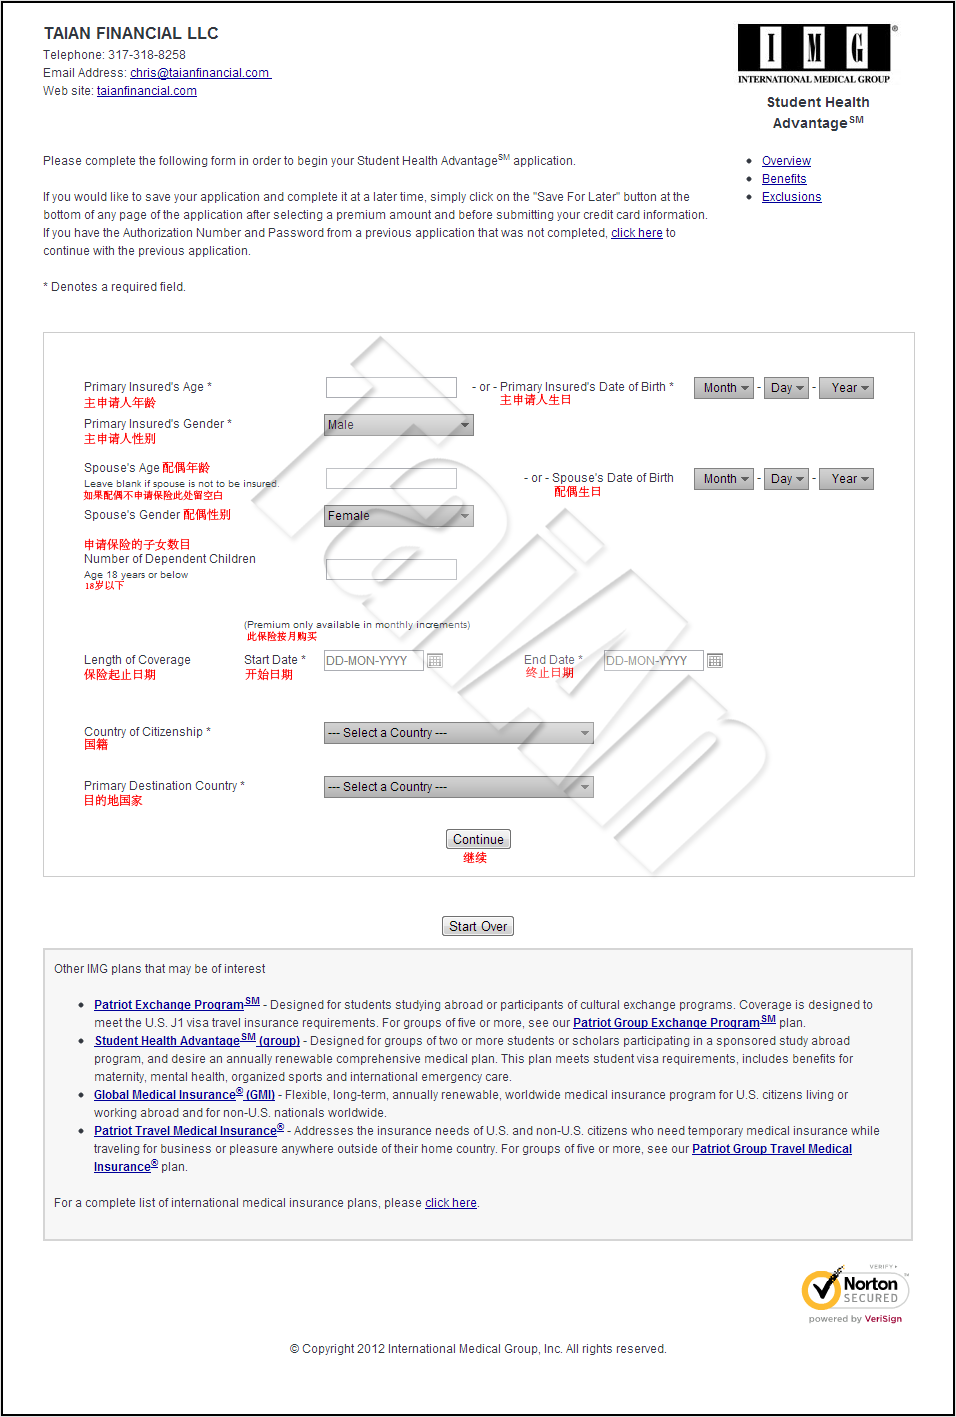 TAIAN FINANCIAL LLC
Telephone: 317-318-8258
Email Address: chris@taianfinancial.com
Web site: taianfinancial.com
I M G ®
INTERNATIONAL MEDICAL GROUP
Student Health
Advantage℠
Please complete the following form in order to begin your Student Health Advantage℠ application.
• Overview
• Benefits
• Exclusions
If you would like to save your application and complete it at a later time, simply click on the "Save For Later" button at the
bottom of any page of the application after selecting a premium amount and before submitting your credit card information.
If you have the Authorization Number and Password from a previous application that was not completed, click here to
continue with the previous application.
* Denotes a required field.
Primary Insured's Age * - or - Primary Insured's Date of Birth * Month - Day - Year
主申请人年龄 主申请人生日
Primary Insured's Gender * Male
主申请人性别
Spouse's Age 配偶年龄 - or - Spouse's Date of Birth Month - Day - Year
Leave blank if spouse is not to be insured. 配偶生日
如果配偶不申请保险此处留空白
Spouse's Gender 配偶性别 Female
申请保险的子女数目
Number of Dependent Children
Age 18 years or below
18岁以下
(Premium only available in monthly increments)
此保险按月购买
Length of Coverage Start Date * DD-MON-YYYY End Date * DD-MON-YYYY
保险起止日期 开始日期 终止日期
Country of Citizenship * --- Select a Country ---
国籍
Primary Destination Country * --- Select a Country ---
目的地国家
Continue
继续
TaiAn
Start Over
Other IMG plans that may be of interest
• Patriot Exchange Program℠ - Designed for students studying abroad or participants of cultural exchange programs. Coverage is designed to
meet the U.S. J1 visa travel insurance requirements. For groups of five or more, see our Patriot Group Exchange Program℠ plan.
• Student Health Advantage℠ (group) - Designed for groups of two or more students or scholars participating in a sponsored study abroad
program, and desire an annually renewable comprehensive medical plan. This plan meets student visa requirements, includes benefits for
maternity, mental health, organized sports and international emergency care.
• Global Medical Insurance® (GMI) - Flexible, long-term, annually renewable, worldwide medical insurance program for U.S. citizens living or
working abroad and for non-U.S. nationals worldwide.
• Patriot Travel Medical Insurance® - Addresses the insurance needs of U.S. and non-U.S. citizens who need temporary medical insurance while
traveling for business or pleasure anywhere outside of their home country. For groups of five or more, see our Patriot Group Travel Medical
Insurance® plan.
For a complete list of international medical insurance plans, please click here.
VERIFY
Norton
SECURED
powered by VeriSign
© Copyright 2012 International Medical Group, Inc. All rights reserved.